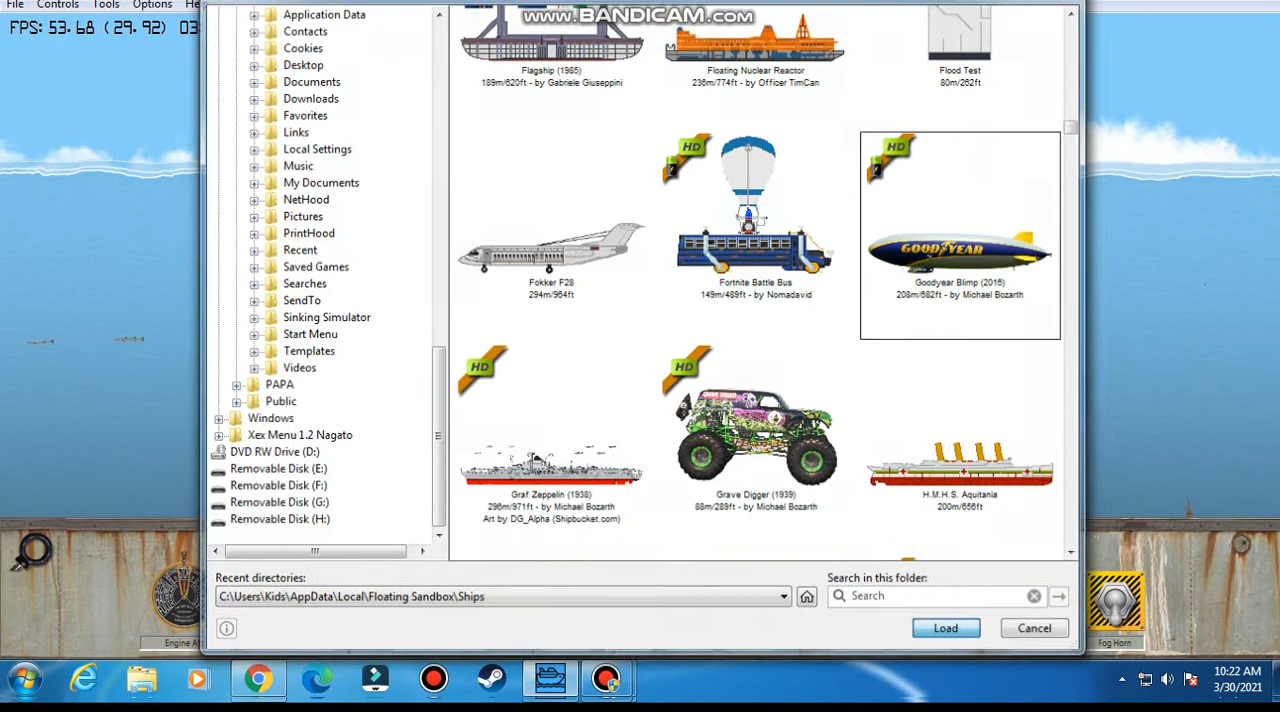 File Controls Tools Options He
FPS: 53.68 (29.92) 03
www.BANDICAM.com
Application Data
Contacts
Cookies
Desktop
Documents
Downloads
Favorites
Links
Local Settings
Music
My Documents
NetHood
Pictures
PrintHood
Recent
Saved Games
Searches
SendTo
Sinking Simulator
Start Menu
Templates
Videos
PAPA
Public
Windows
Xex Menu 1.2 Nagato
DVD RW Drive (D:)
Removable Disk (E:)
Removable Disk (F:)
Removable Disk (G:)
Removable Disk (H:)
Flagship (1985)
189m/620ft - by Gabriele Giuseppini
Floating Nuclear Reactor
236m/774ft - by Officer TimCan
Flood Test
80m/262ft
Fokker F28
294m/964ft
HD
Fortnite Battle Bus
149m/489ft - by Nomadavid
HD
GOODYEAR
Goodyear Blimp (2016)
208m/682ft - by Michael Bozarth
HD
Graf Zeppelin (1938)
296m/971ft - by Michael Bozarth
Art by DG_Alpha (Shipbucket.com)
HD
Grave Digger (1939)
88m/289ft - by Michael Bozarth
H.M.H.S. Aquitania
200m/656ft
Recent directories:
C:\Users\Kids\AppData\Local\Floating Sandbox\Ships
Search in this folder:
Search
Load
Cancel
Engine
Fog Horn
10:22 AM
3/30/2021